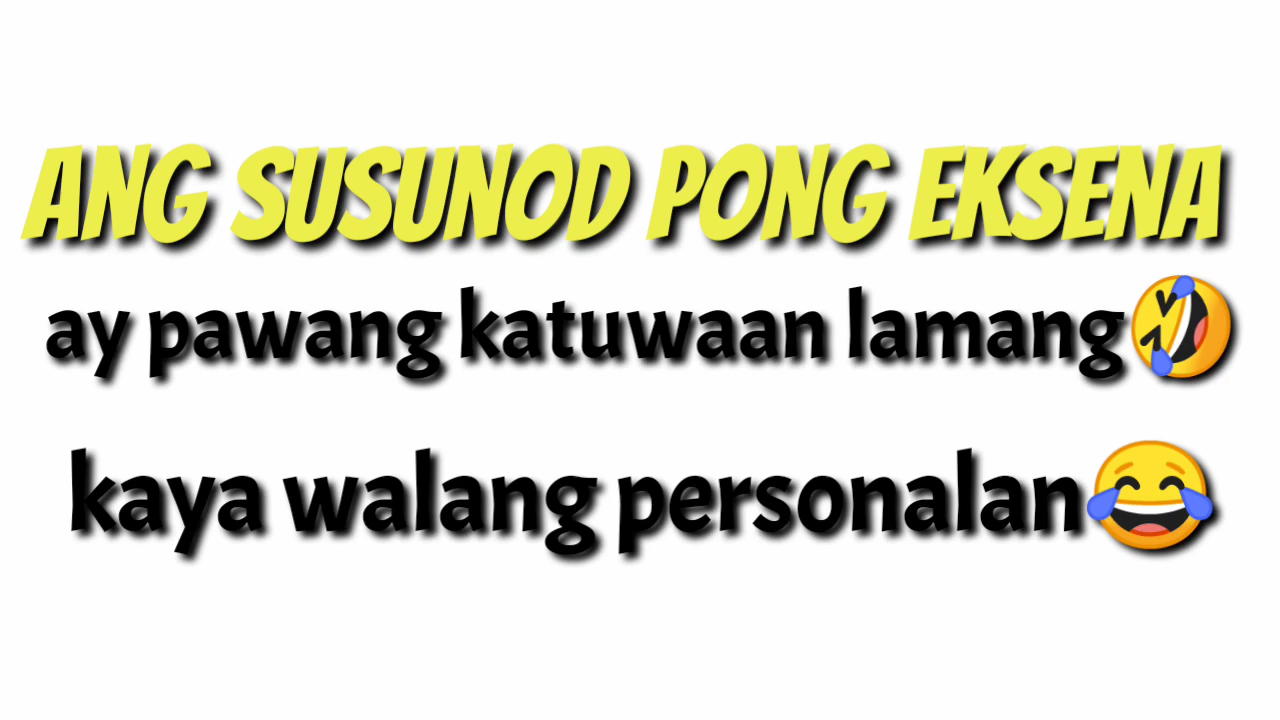 ANG SUSUNOD PONG EKSENA
ay pawang katuwaan lamang🤣
kaya walang personalan😂